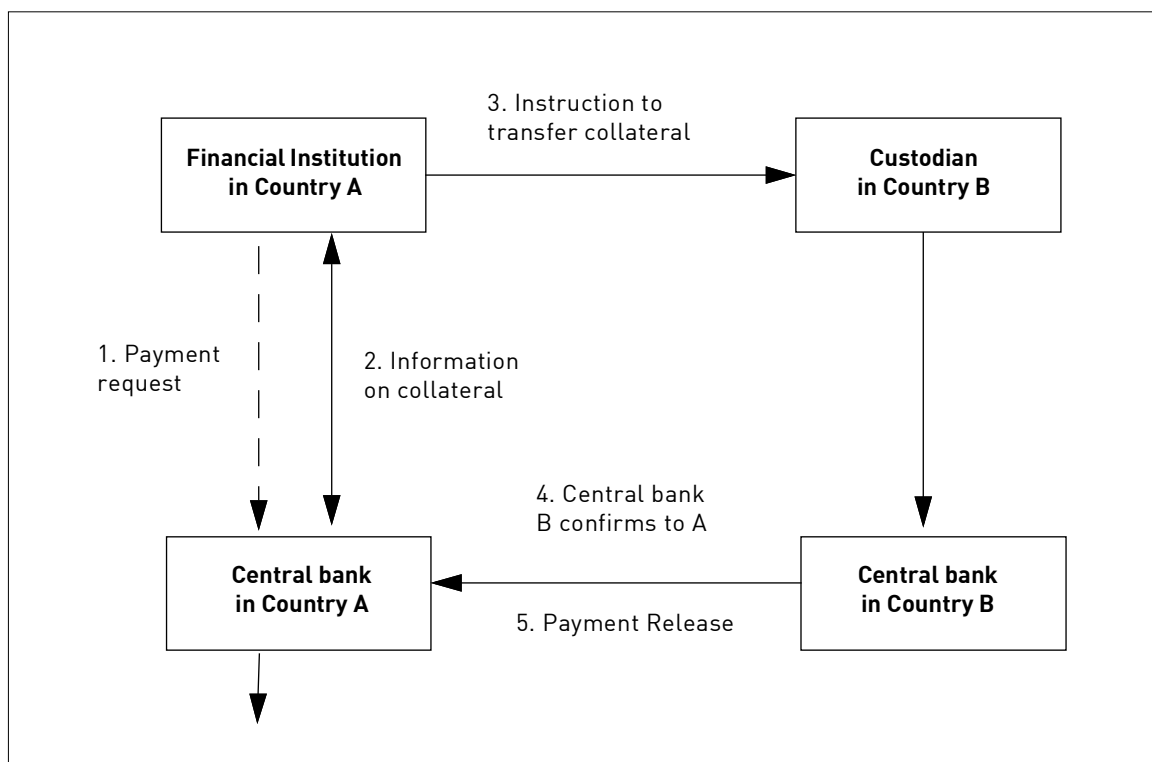 3. Instruction to
transfer collateral
Financial Institution
in Country A
Custodian
in Country B
1. Payment
request
2. Information
on collateral
4. Central bank
B confirms to A
Central bank
in Country A
Central bank
in Country B
5. Payment Release